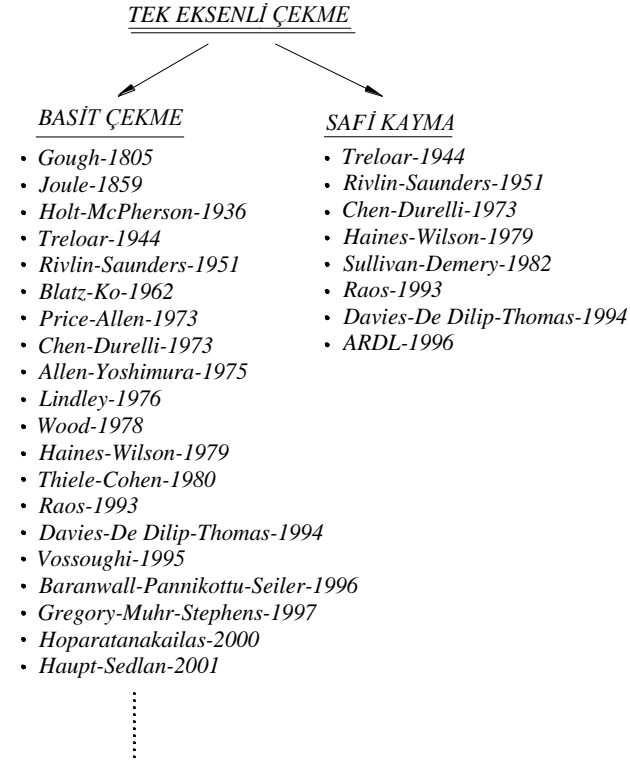 TEK EKSENLİ ÇEKME
BASİT ÇEKME
• Gough-1805
• Joule-1859
• Holt-McPherson-1936
• Treloar-1944
• Rivlin-Saunders-1951
• Blatz-Ko-1962
• Price-Allen-1973
• Chen-Durelli-1973
• Allen-Yoshimura-1975
• Lindley-1976
• Wood-1978
• Haines-Wilson-1979
• Thiele-Cohen-1980
• Raos-1993
• Davies-De Dilip-Thomas-1994
• Vossoughi-1995
• Baranwall-Pannikottu-Seiler-1996
• Gregory-Muhr-Stephens-1997
• Hoparatanakailas-2000
• Haupt-Sedlan-2001
SAFİ KAYMA
• Treloar-1944
• Rivlin-Saunders-1951
• Chen-Durelli-1973
• Haines-Wilson-1979
• Sullivan-Demery-1982
• Raos-1993
• Davies-De Dilip-Thomas-1994
• ARDL-1996